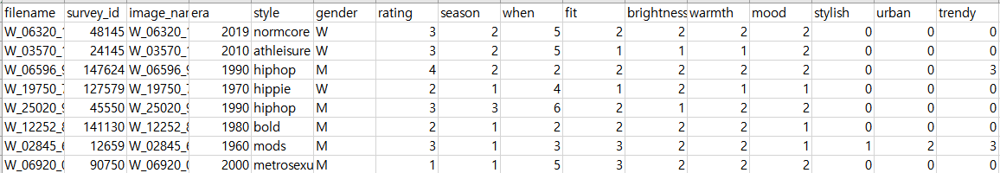 filename survey_id image_nar era style gender rating season when fit brightness warmth mood stylish urban trendy
W_06320_1 48145 W_06320_1 2019 normcore W 3 2 5 2 2 2 2 0 0 0
W_03570_1 24145 W_03570_1 2010 athleisure W 3 2 5 1 1 1 2 0 0 0
W_06596_9 147624 W_06596_9 1990 hiphop M 4 2 2 2 2 2 2 0 0 3
W_19750_7 127579 W_19750_7 1970 hippie W 2 1 4 1 2 1 1 0 0 0
W_25020_9 45550 W_25020_9 1990 hiphop M 3 3 6 2 1 2 2 0 0 0
W_12252_8 141130 W_12252_8 1980 bold M 2 1 2 2 2 2 2 0 0 0
W_02845_6 12659 W_02845_6 1960 mods M 3 1 3 3 2 2 1 1 2 3
W_06920_0 90750 W_06920_0 2000 metrosexu M 1 1 5 3 2 2 2 0 0 0